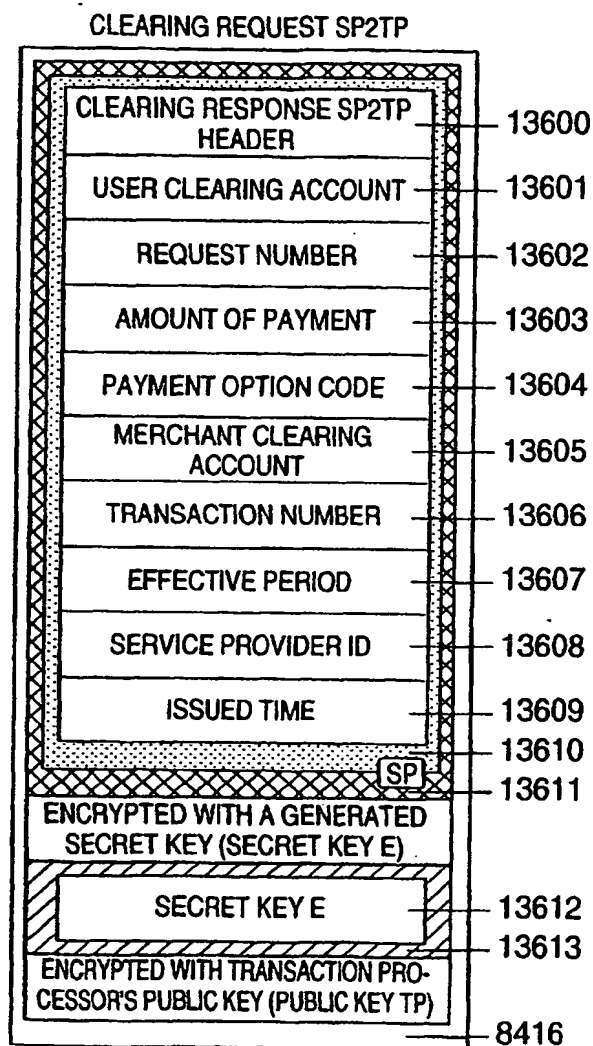 CLEARING REQUEST SP2TP
CLEARING RESPONSE SP2TP
HEADER
13600
USER CLEARING ACCOUNT
13601
REQUEST NUMBER
13602
AMOUNT OF PAYMENT
13603
PAYMENT OPTION CODE
13604
MERCHANT CLEARING
ACCOUNT
13605
TRANSACTION NUMBER
13606
EFFECTIVE PERIOD
13607
SERVICE PROVIDER ID
13608
ISSUED TIME
13609
13610
SP
13611
ENCRYPTED WITH A GENERATED
SECRET KEY (SECRET KEY E)
SECRET KEY E
13612
13613
ENCRYPTED WITH TRANSACTION PRO-
CESSOR'S PUBLIC KEY (PUBLIC KEY TP)
8416